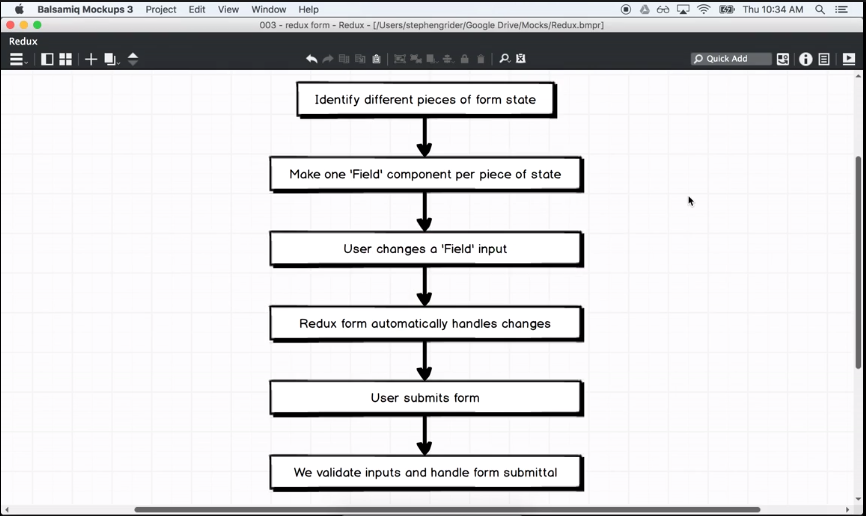 Balsamiq Mockups 3 Project Edit View Window Help Thu 10:34 AM
003 - redux form - Redux - [/Users/stephengrider/Google Drive/Mocks/Redux.bmpr]
Redux
Quick Add
Identify different pieces of form state
Make one 'Field' component per piece of state
User changes a 'Field' input
Redux form automatically handles changes
User submits form
We validate inputs and handle form submittal